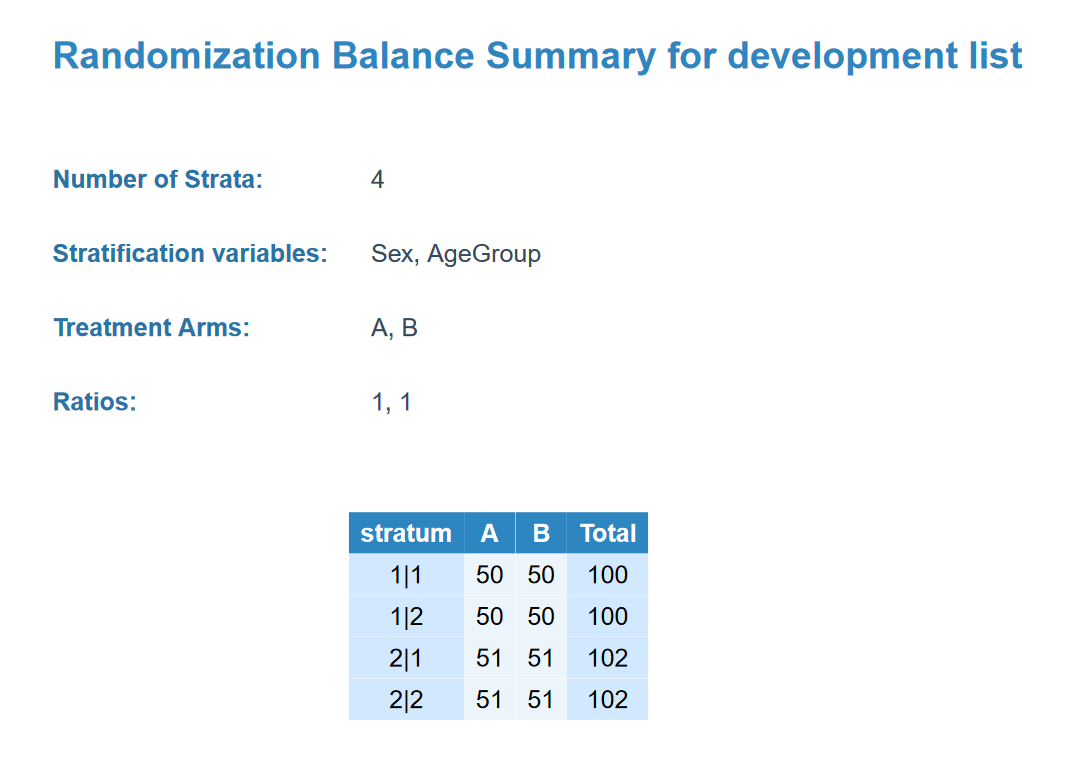 Randomization Balance Summary for development list
Number of Strata: 4
Stratification variables: Sex, AgeGroup
Treatment Arms: A, B
Ratios: 1, 1
stratum A B Total
1|1 50 50 100
1|2 50 50 100
2|1 51 51 102
2|2 51 51 102